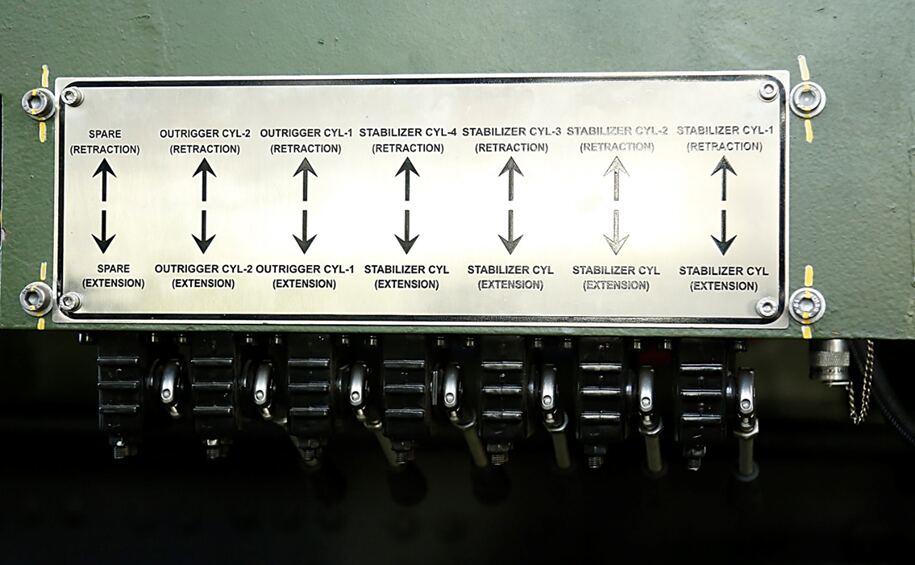 SPARE
(RETRACTION)
OUTRIGGER CYL-2
(RETRACTION)
OUTRIGGER CYL-1
(RETRACTION)
STABILIZER CYL-4
(RETRACTION)
STABILIZER CYL-3
(RETRACTION)
STABILIZER CYL-2
(RETRACTION)
STABILIZER CYL-1
(RETRACTION)
SPARE
(EXTENSION)
OUTRIGGER CYL-2
(EXTENSION)
OUTRIGGER CYL-1
(EXTENSION)
STABILIZER CYL
(EXTENSION)
STABILIZER CYL
(EXTENSION)
STABILIZER CYL
(EXTENSION)
STABILIZER CYL
(EXTENSION)